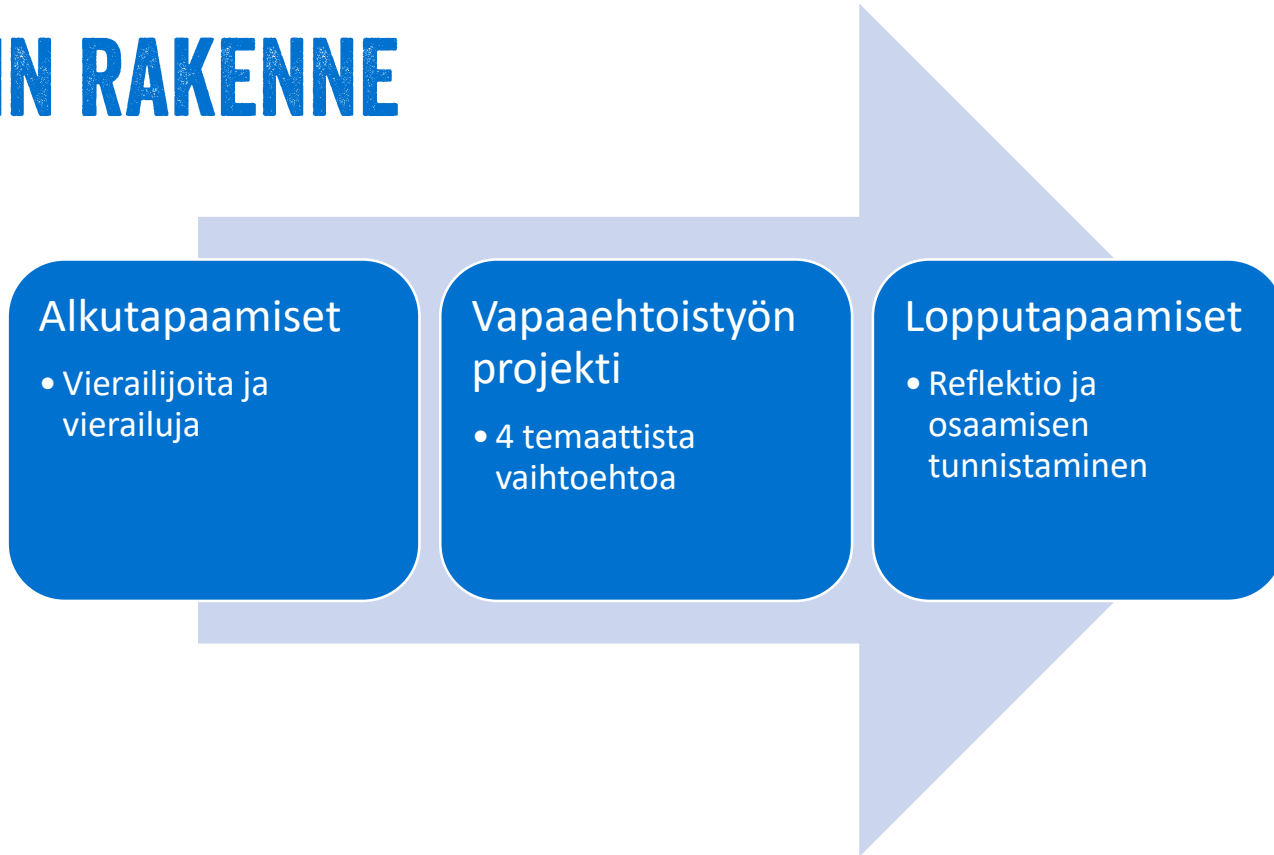 IN RAKENNE
Alkutapaamiset
• Vierailijoita ja
vierailuja
Vapaaehtoistyön
projekti
• 4 temaattista
vaihtoehtoa
Lopputapaamiset
• Reflektio ja
osaamisen
tunnistaminen